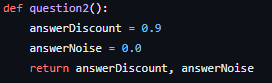 def question2():
    answerDiscount = 0.9
    answerNoise = 0.0
    return answerDiscount, answerNoise